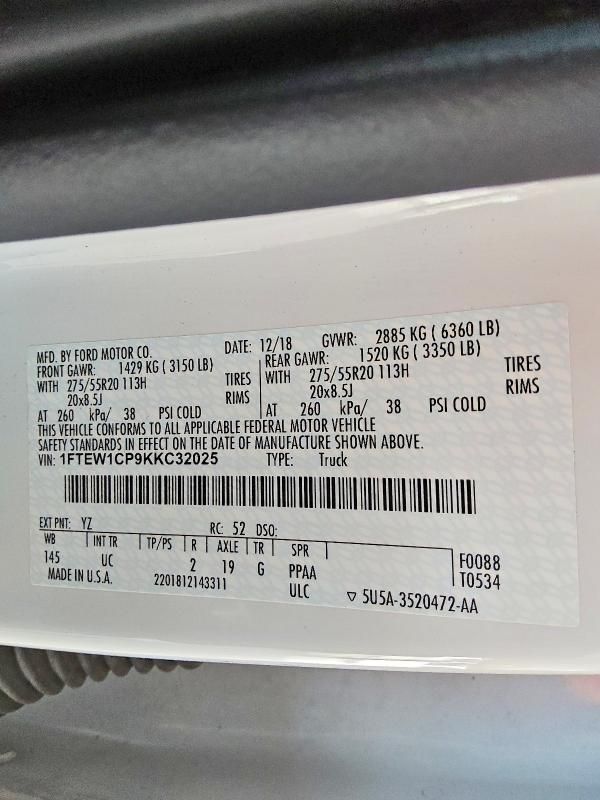 MFD. BY FORD MOTOR CO. DATE: 12/18 GVWR: 2885 KG ( 6360 LB)
FRONT GAWR: 1429 KG ( 3150 LB) REAR GAWR: 1520 KG ( 3350 LB)
WITH 275/55R20 113H TIRES WITH 275/55R20 113H TIRES
20x8.5J RIMS 20x8.5J RIMS
AT 260 kPa/ 38 PSI COLD AT 260 kPa/ 38 PSI COLD
THIS VEHICLE CONFORMS TO ALL APPLICABLE FEDERAL MOTOR VEHICLE
SAFETY STANDARDS IN EFFECT ON THE DATE OF MANUFACTURE SHOWN ABOVE.
VIN: 1FTEW1CP9KKC32025 TYPE: Truck
EXT PNT: YZ RC: 52 DSO:
WB INT TR TP/PS R AXLE TR SPR F0088
145 UC 2 19 G PPAA T0534
MADE IN U.S.A. 2201812143311 ULC ▽ 5U5A-3520472-AA